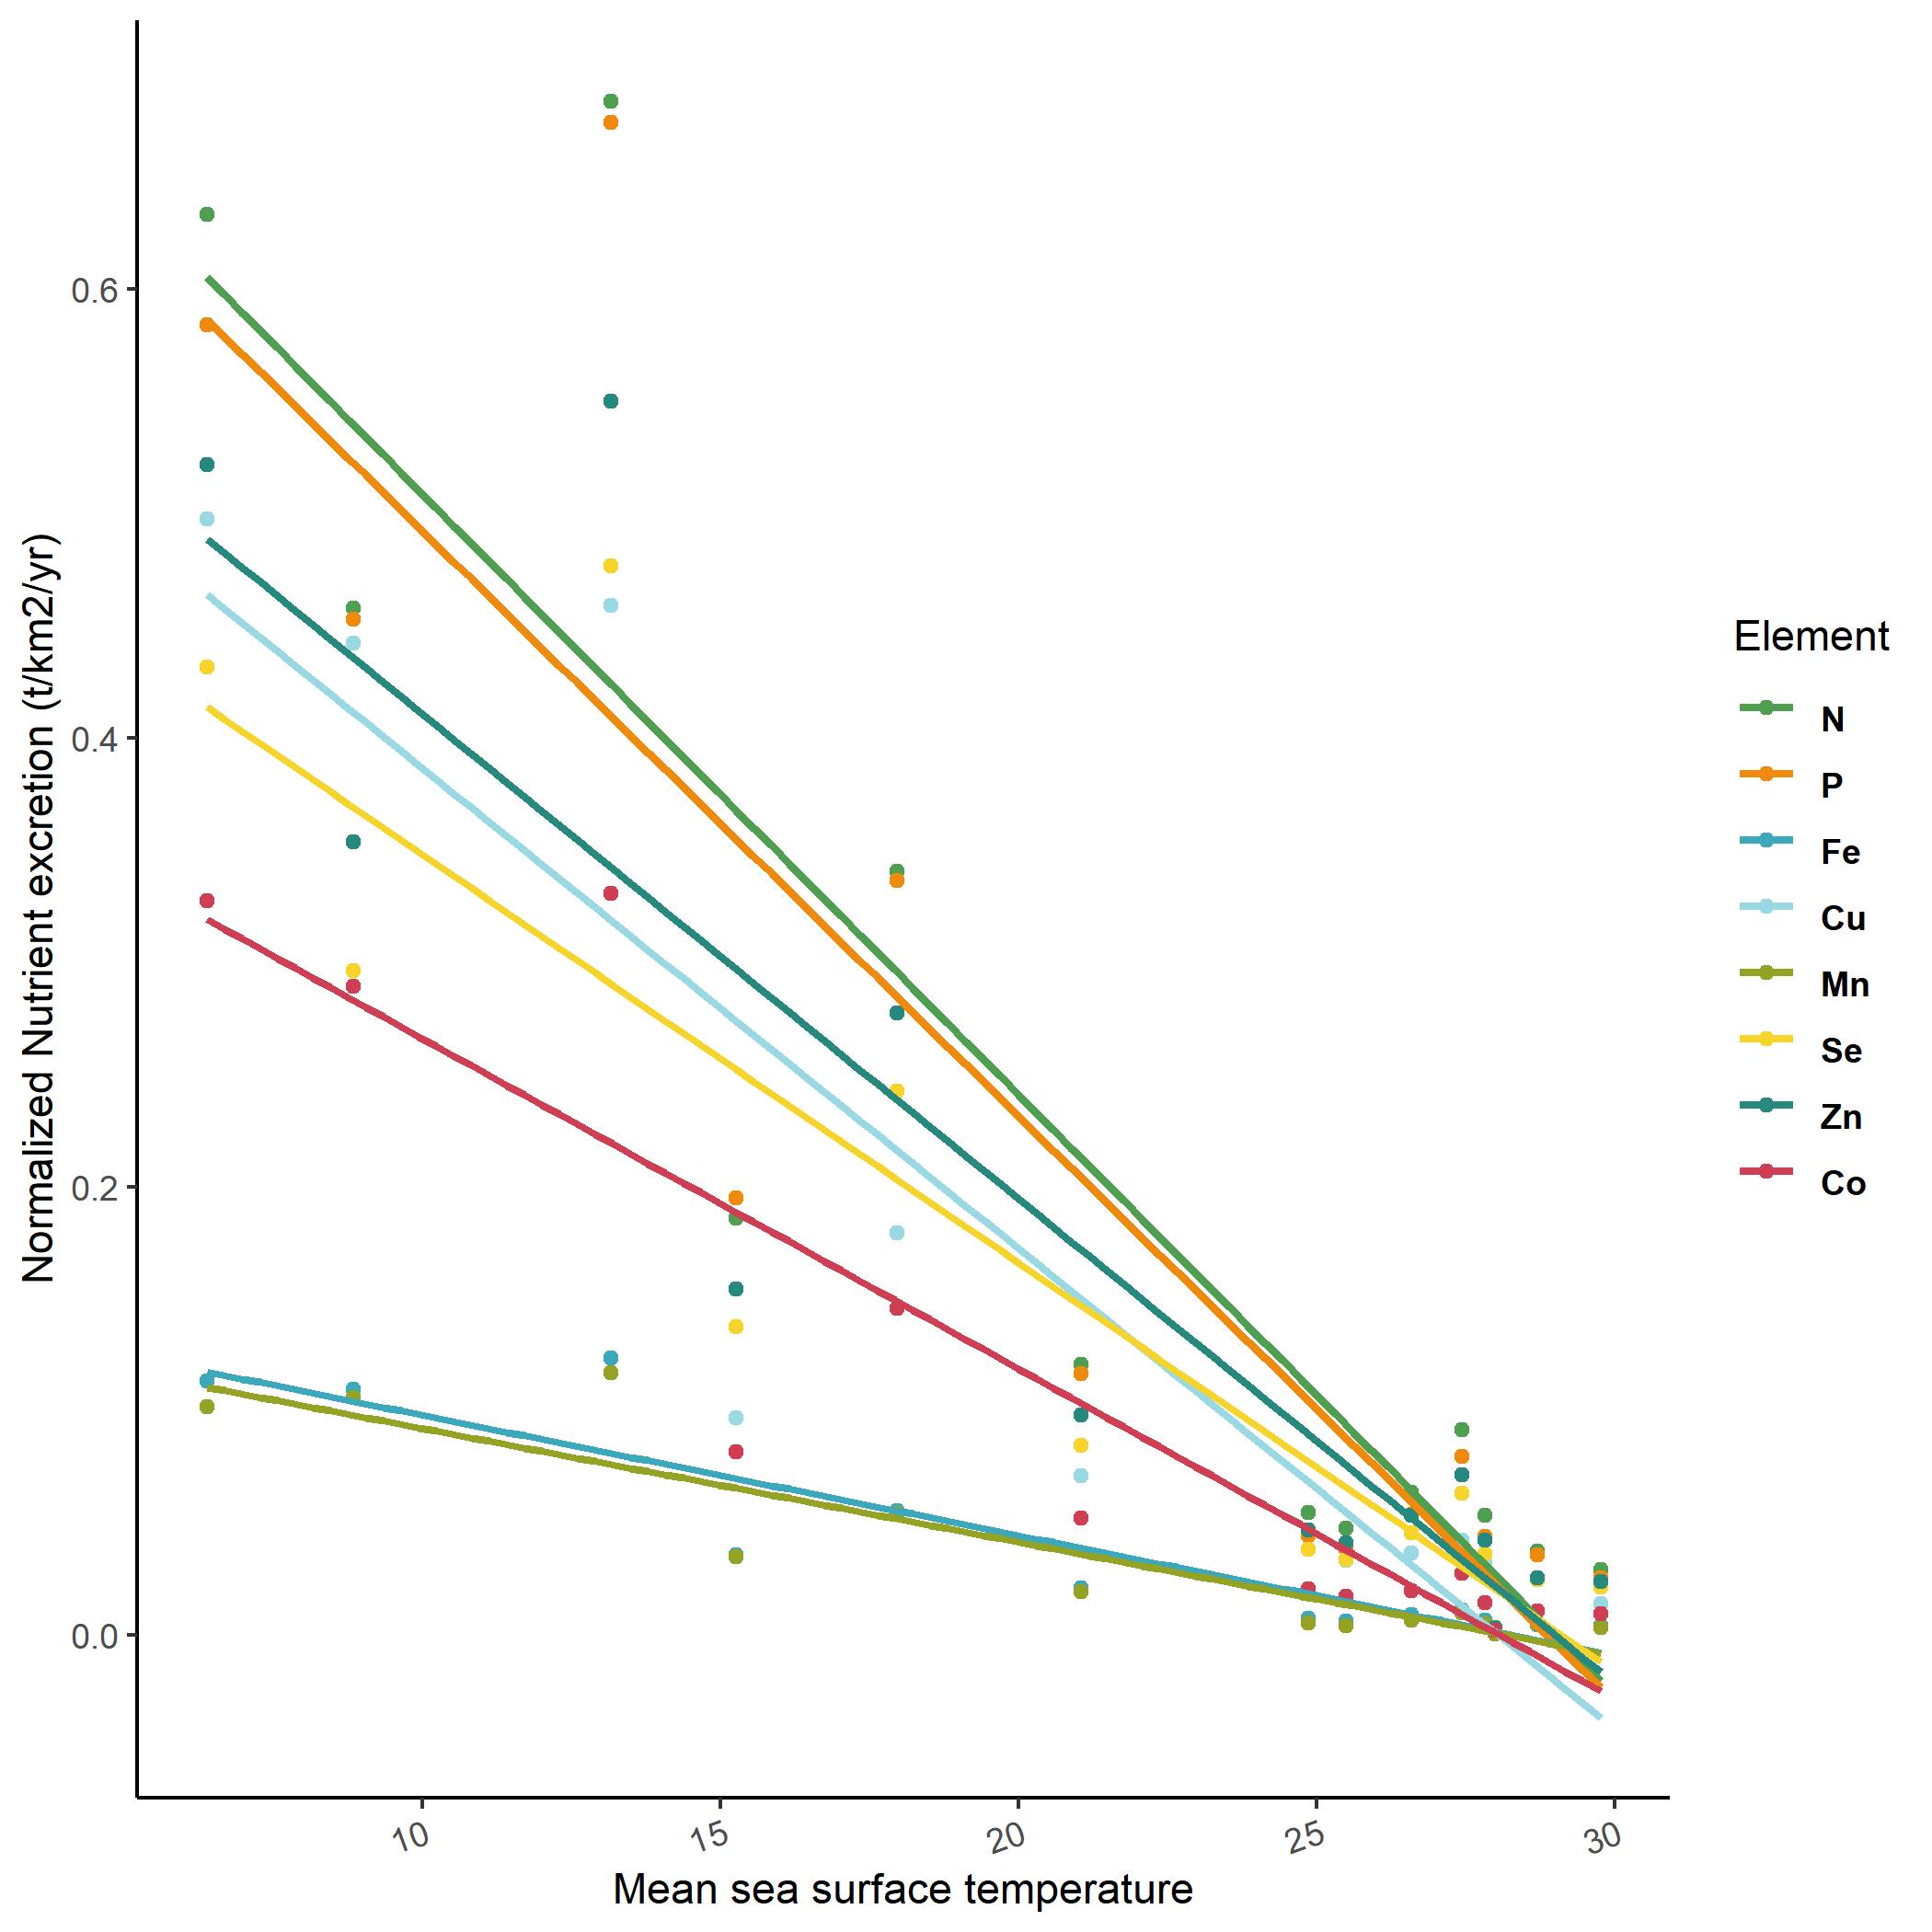 Normalized Nutrient excretion (t/km2/yr)
0.6
0.4
0.2
0.0
10 15 20 25 30
Mean sea surface temperature
Element
N
P
Fe
Cu
Mn
Se
Zn
Co